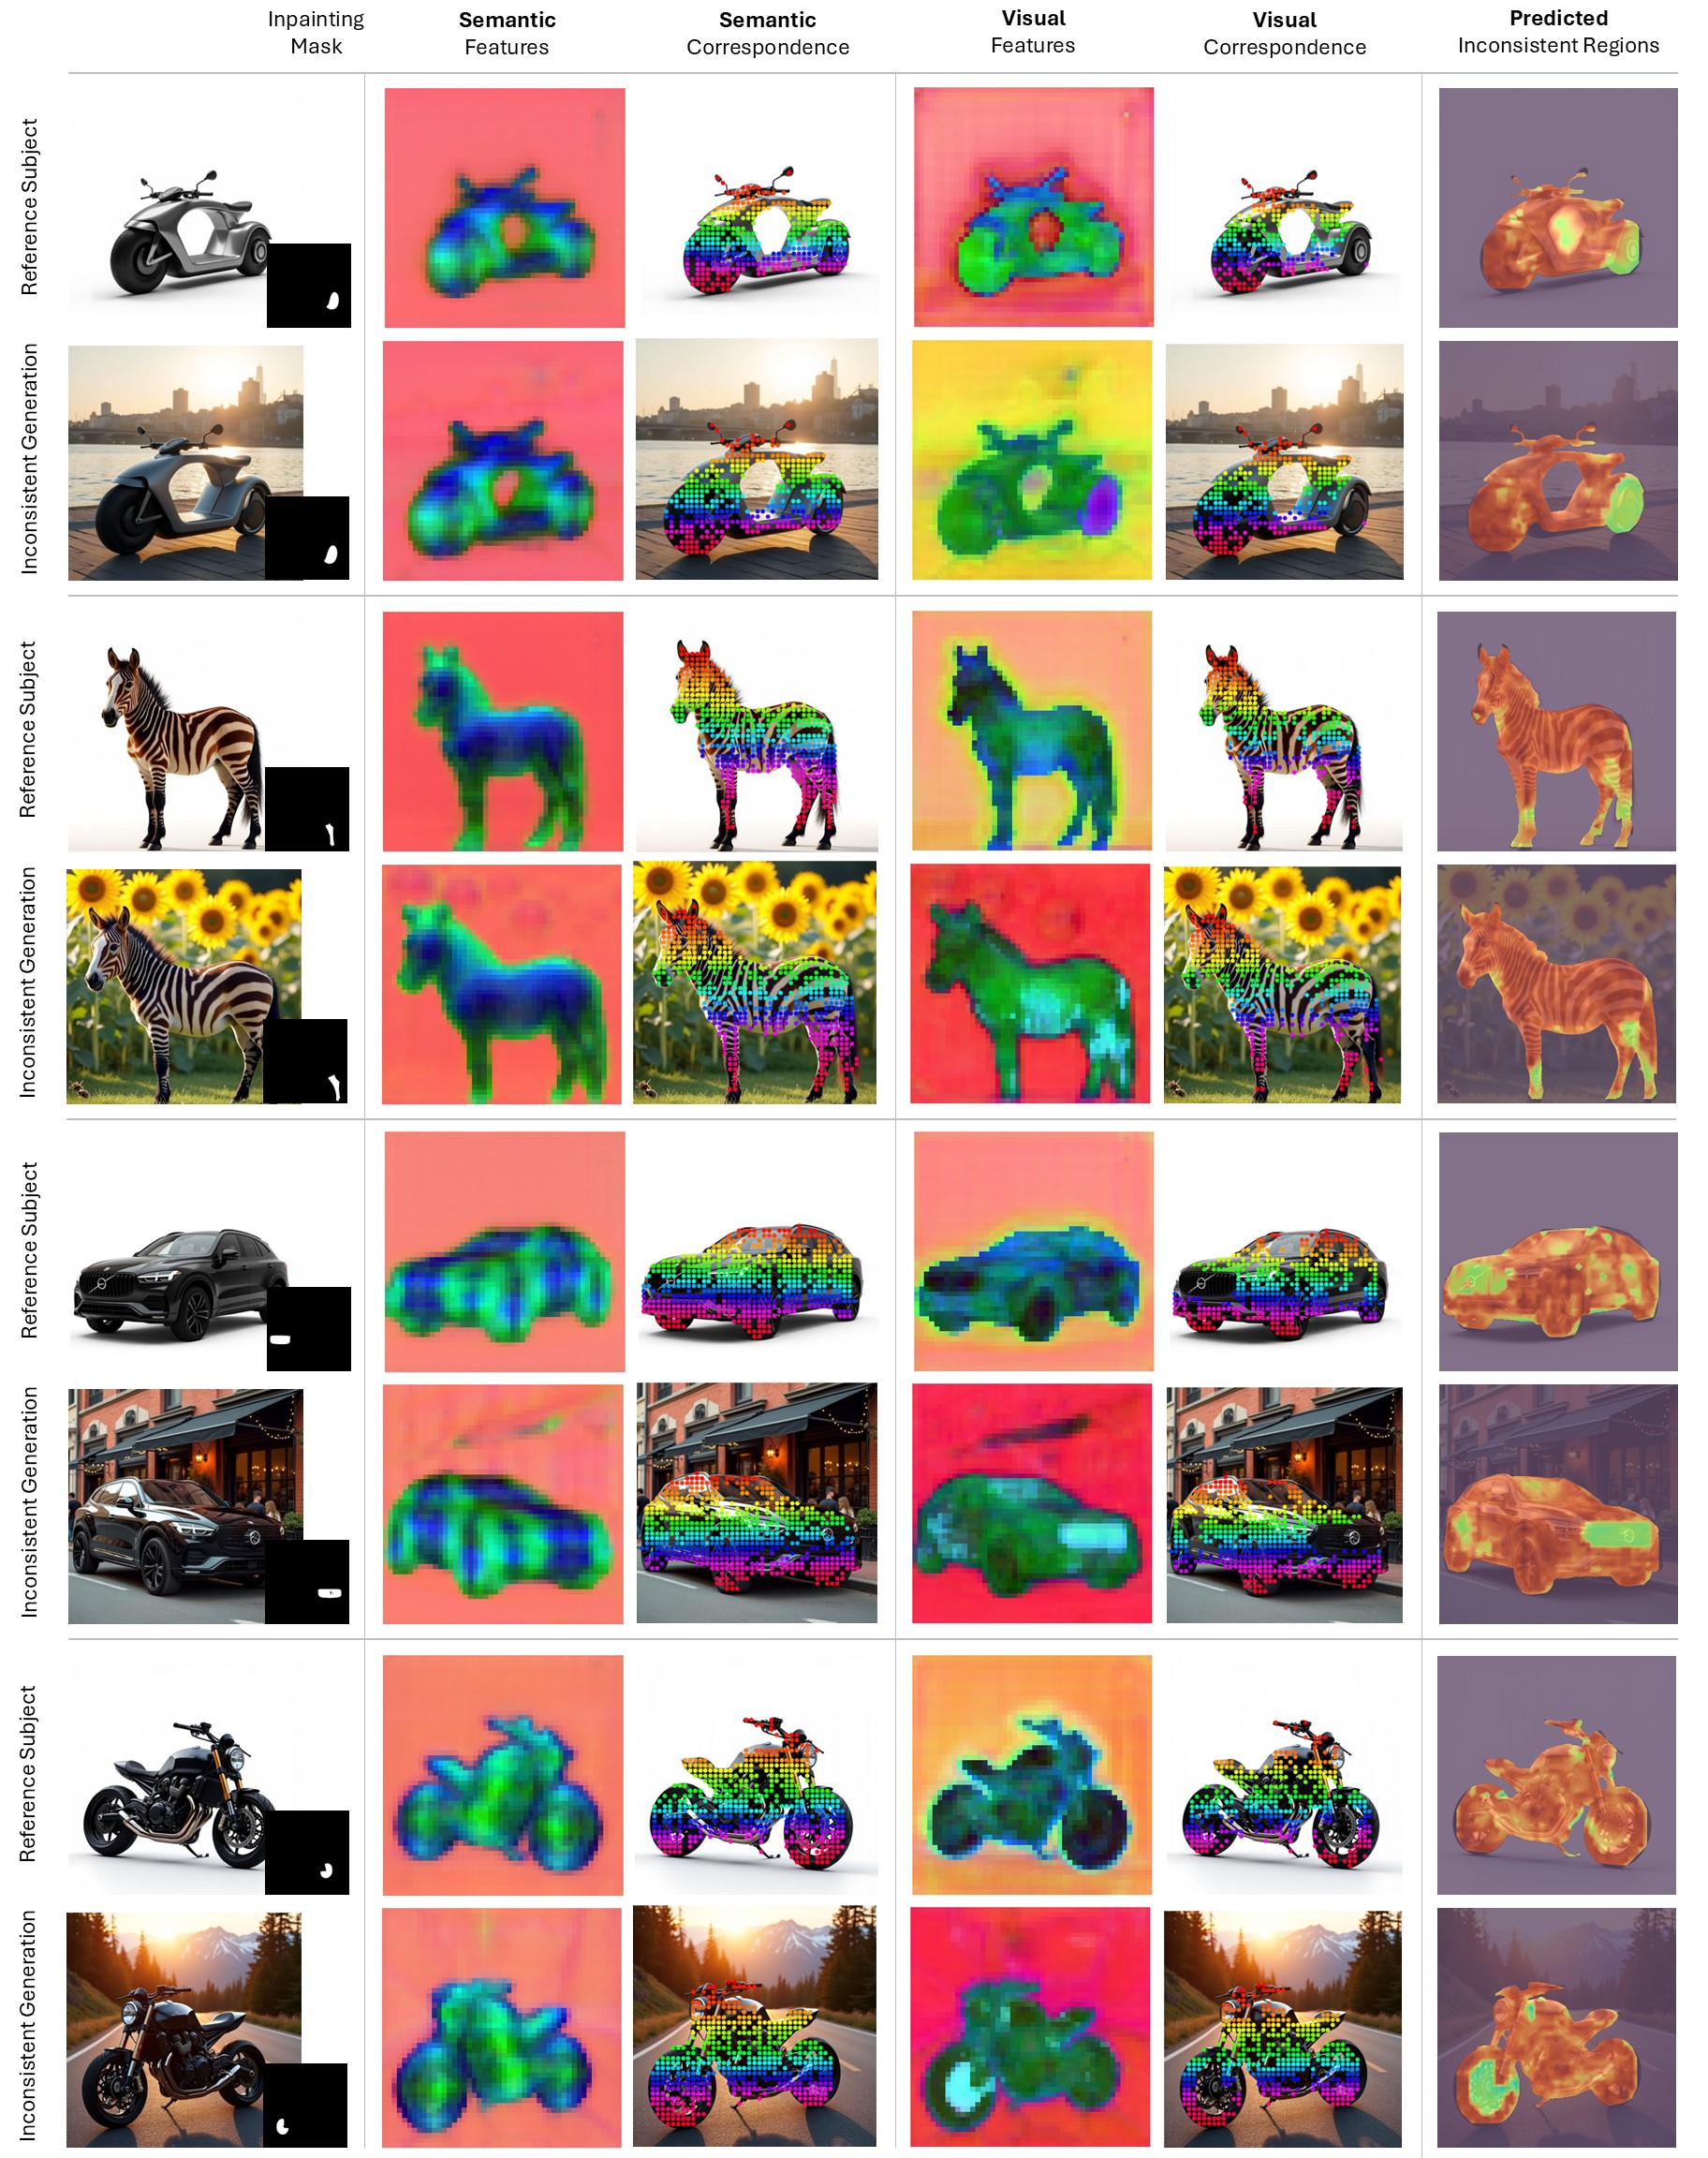 Inpainting
Mask
Semantic
Features
Semantic
Correspondence
Visual
Features
Visual
Correspondence
Predicted
Inconsistent Regions
Reference Subject
Inconsistent Generation
Reference Subject
Inconsistent Generation
Reference Subject
Inconsistent Generation
Reference Subject
Inconsistent Generation